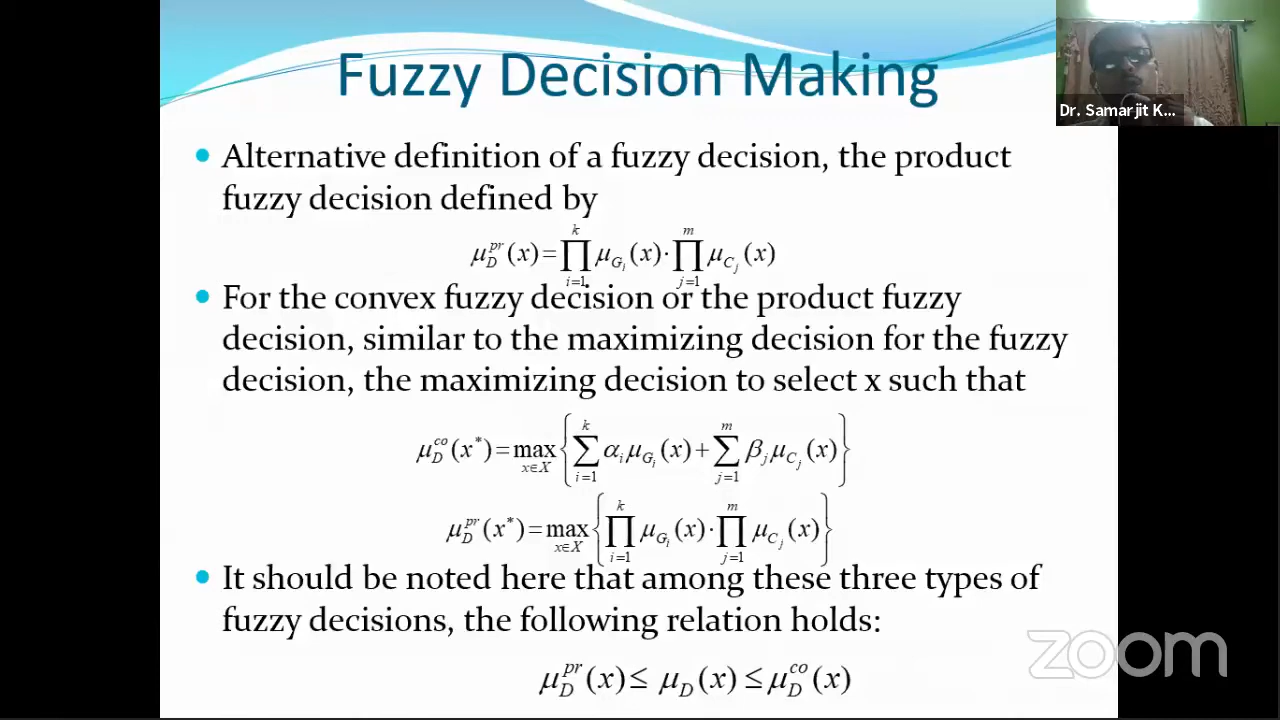 Fuzzy Decision Making
Dr. Samarjit K...
• Alternative definition of a fuzzy decision, the product
fuzzy decision defined by
μ_D^{pr}(x) = ∏_{i=1}^{k} μ_{G_i}(x) · ∏_{j=1}^{m} μ_{C_j}(x)
• For the convex fuzzy decision or the product fuzzy
decision, similar to the maximizing decision for the fuzzy
decision, the maximizing decision to select x such that
μ_D^{co}(x*) = max_{x∈X} { ∑_{i=1}^{k} α_i μ_{G_i}(x) + ∑_{j=1}^{m} β_j μ_{C_j}(x) }
μ_D^{pr}(x*) = max_{x∈X} { ∏_{i=1}^{k} μ_{G_i}(x) · ∏_{j=1}^{m} μ_{C_j}(x) }
• It should be noted here that among these three types of
fuzzy decisions, the following relation holds:
μ_D^{pr}(x) ≤ μ_D(x) ≤ μ_D^{co}(x)
zoom